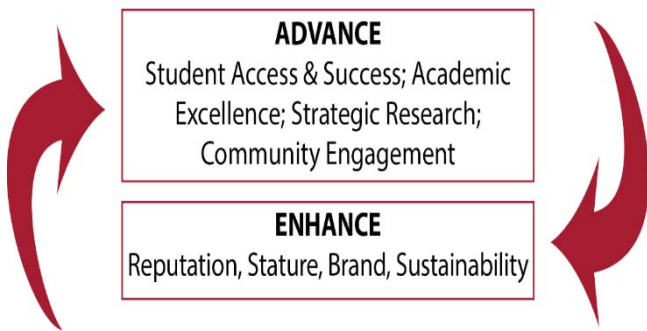 ADVANCE
Student Access & Success; Academic
Excellence; Strategic Research;
Community Engagement
ENHANCE
Reputation, Stature, Brand, Sustainability